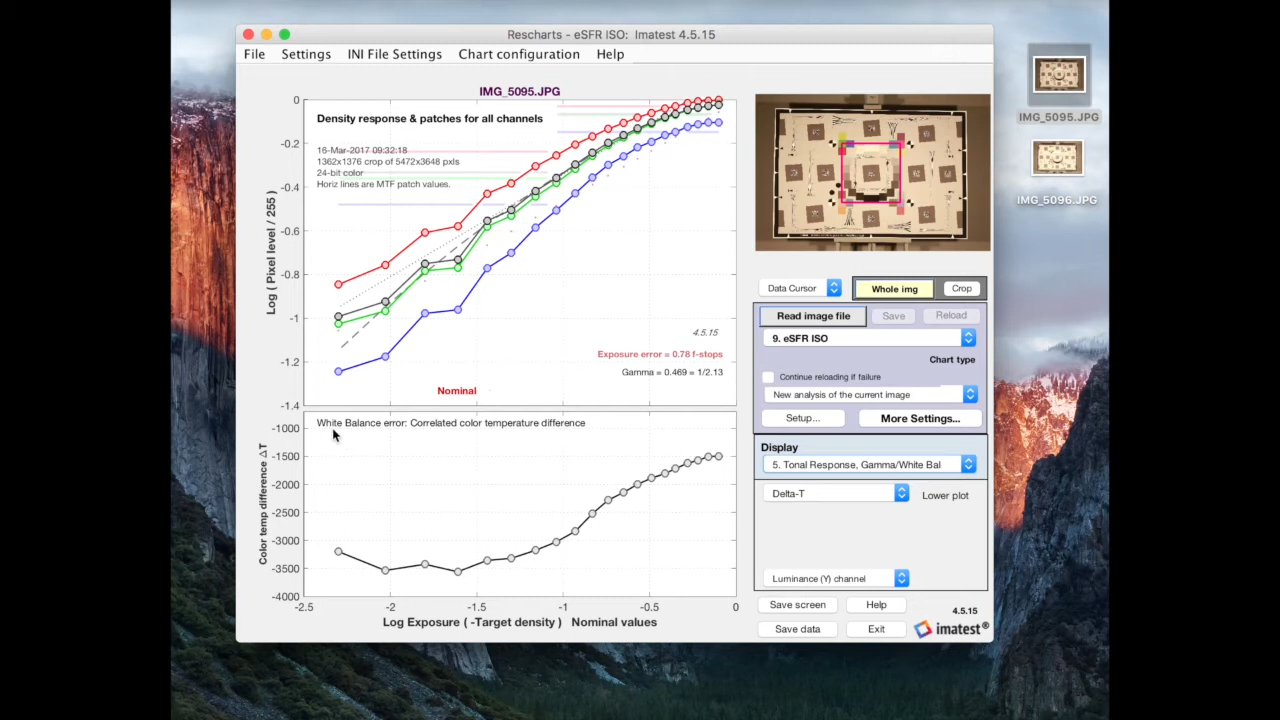 Rescharts - eSFR ISO: Imatest 4.5.15
File Settings INI File Settings Chart configuration Help
IMG_5095.JPG
Density response & patches for all channels
16-Mar-2017 09:32:18
1362x1376 crop of 5472x3648 pxls
24-bit color
Horiz lines are MTF patch values.
Log ( Pixel level / 255 )
0
-0.2
-0.4
-0.6
-0.8
-1
-1.2
-1.4
4.5.15
Exposure error = 0.78 f-stops
Gamma = 0.469 = 1/2.13
Nominal
White Balance error: Correlated color temperature difference
Color temp difference ΔT
-1000
-1500
-2000
-2500
-3000
-3500
-4000
-2.5 -2 -1.5 -1 -0.5 0
Log Exposure ( -Target density ) Nominal values
Data Cursor
Whole img
Crop
Read image file
Save
Reload
9. eSFR ISO
Chart type
Continue reloading if failure
New analysis of the current image
Setup...
More Settings...
Display
5. Tonal Response, Gamma/White Bal
Delta-T
Lower plot
Luminance (Y) channel
Save screen
Help
4.5.15
Save data
Exit
imatest®
IMG_5095.JPG
IMG_5096.JPG